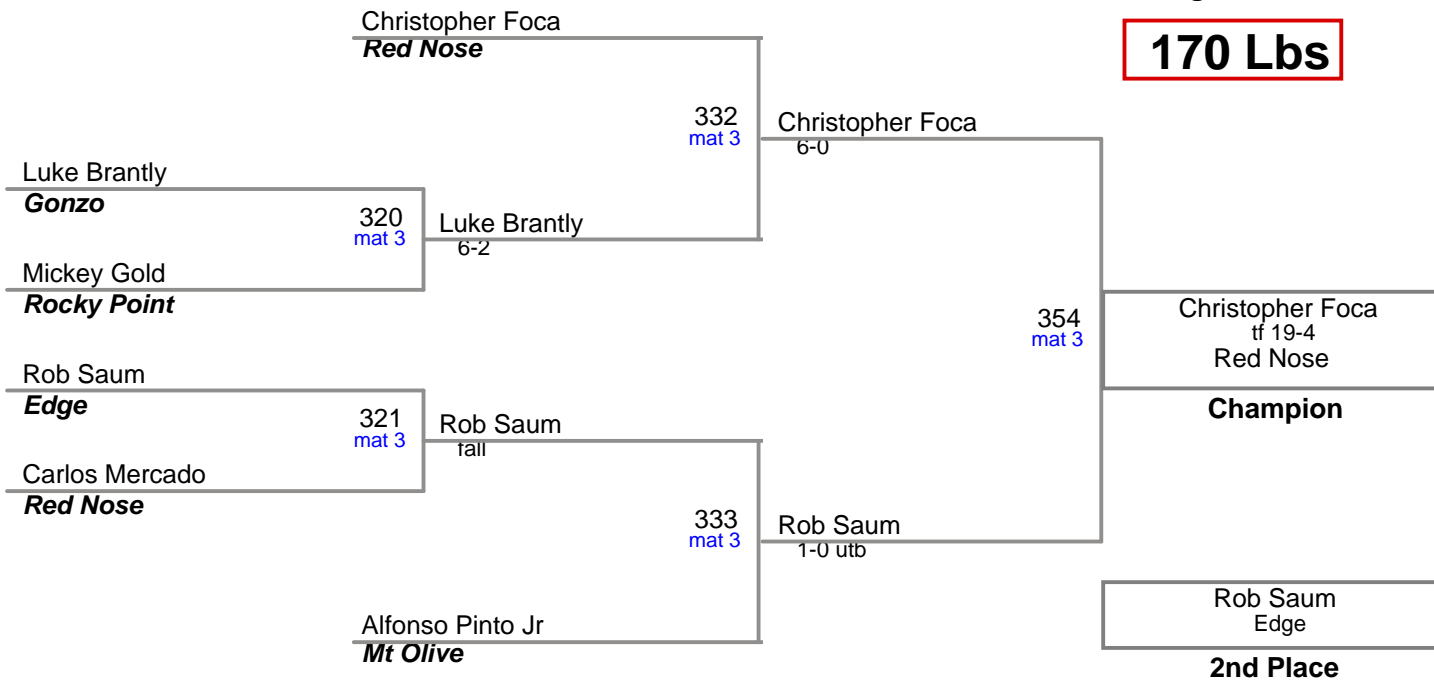 Christopher Foca
Red Nose
170 Lbs
332
mat 3
Christopher Foca
6-0
Luke Brantly
Gonzo
320
mat 3
Luke Brantly
6-2
Mickey Gold
Rocky Point
354
mat 3
Christopher Foca
tf 19-4
Red Nose
Champion
Rob Saum
Edge
321
mat 3
Rob Saum
fall
Carlos Mercado
Red Nose
333
mat 3
Rob Saum
1-0 utb
Alfonso Pinto Jr
Mt Olive
Rob Saum
Edge
2nd Place